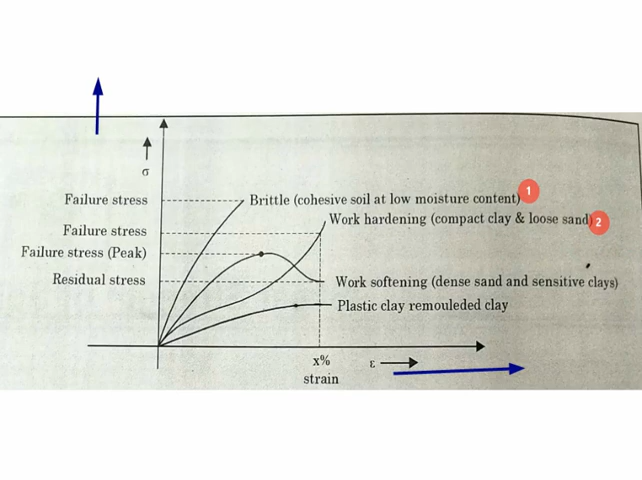 σ
Failure stress
Brittle (cohesive soil at low moisture content)
1
Work hardening (compact clay & loose sand)
2
Failure stress
Failure stress (Peak)
Residual stress
Work softening (dense sand and sensitive clays)
Plastic clay remouleded clay
x%
ε
strain